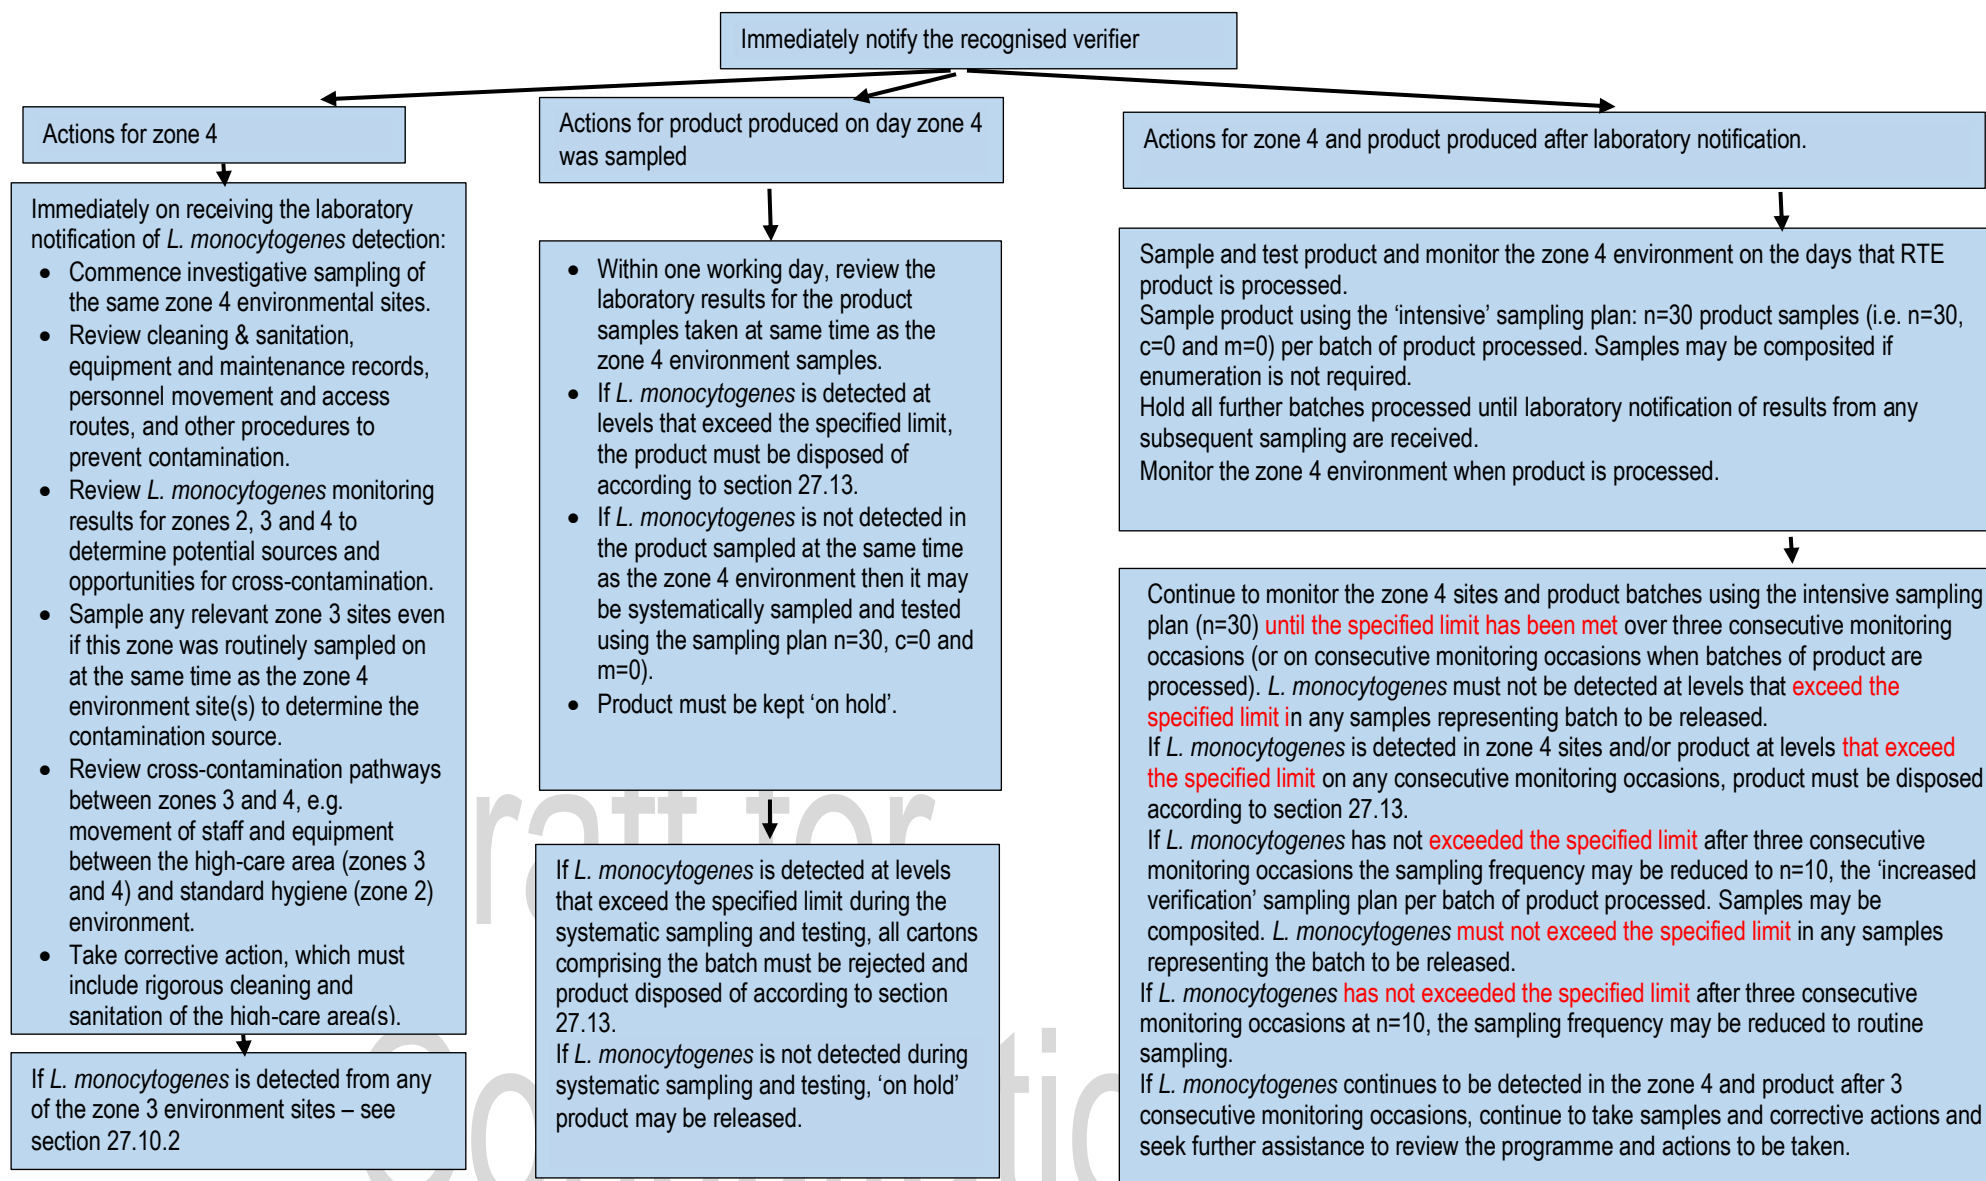 Immediately notify the recognised verifier
Actions for zone 4
Immediately on receiving the laboratory
notification of L. monocytogenes detection:
• Commence investigative sampling of
the same zone 4 environmental sites.
• Review cleaning & sanitation,
equipment and maintenance records,
personnel movement and access
routes, and other procedures to
prevent contamination.
• Review L. monocytogenes monitoring
results for zones 2, 3 and 4 to
determine potential sources and
opportunities for cross-contamination.
• Sample any relevant zone 3 sites even
if this zone was routinely sampled on
at the same time as the zone 4
environment site(s) to determine the
contamination source.
• Review cross-contamination pathways
between zones 3 and 4, e.g.
movement of staff and equipment
between the high-care area (zones 3
and 4) and standard hygiene (zone 2)
environment.
• Take corrective action, which must
include rigorous cleaning and
sanitation of the high-care area(s).
If L. monocytogenes is detected from any
of the zone 3 environment sites – see
section 27.10.2
Actions for product produced on day zone 4
was sampled
• Within one working day, review the
laboratory results for the product
samples taken at same time as the
zone 4 environment samples.
• If L. monocytogenes is detected at
levels that exceed the specified limit,
the product must be disposed of
according to section 27.13.
• If L. monocytogenes is not detected in
the product sampled at the same time
as the zone 4 environment then it may
be systematically sampled and tested
using the sampling plan n=30, c=0 and
m=0).
• Product must be kept ‘on hold’.
If L. monocytogenes is detected at levels
that exceed the specified limit during the
systematic sampling and testing, all cartons
comprising the batch must be rejected and
product disposed of according to section
27.13.
If L. monocytogenes is not detected during
systematic sampling and testing, ‘on hold’
product may be released.
Actions for zone 4 and product produced after laboratory notification.
Sample and test product and monitor the zone 4 environment on the days that RTE
product is processed.
Sample product using the ‘intensive’ sampling plan: n=30 product samples (i.e. n=30,
c=0 and m=0) per batch of product processed. Samples may be composited if
enumeration is not required.
Hold all further batches processed until laboratory notification of results from any
subsequent sampling are received.
Monitor the zone 4 environment when product is processed.
Continue to monitor the zone 4 sites and product batches using the intensive sampling
plan (n=30) until the specified limit has been met over three consecutive monitoring
occasions (or on consecutive monitoring occasions when batches of product are
processed). L. monocytogenes must not be detected at levels that exceed the
specified limit in any samples representing batch to be released.
If L. monocytogenes is detected in zone 4 sites and/or product at levels that exceed
the specified limit on any consecutive monitoring occasions, product must be disposed
according to section 27.13.
If L. monocytogenes has not exceeded the specified limit after three consecutive
monitoring occasions the sampling frequency may be reduced to n=10, the ‘increased
verification’ sampling plan per batch of product processed. Samples may be
composited. L. monocytogenes must not exceed the specified limit in any samples
representing the batch to be released.
If L. monocytogenes has not exceeded the specified limit after three consecutive
monitoring occasions at n=10, the sampling frequency may be reduced to routine
sampling.
If L. monocytogenes continues to be detected in the zone 4 and product after 3
consecutive monitoring occasions, continue to take samples and corrective actions and
seek further assistance to review the programme and actions to be taken.